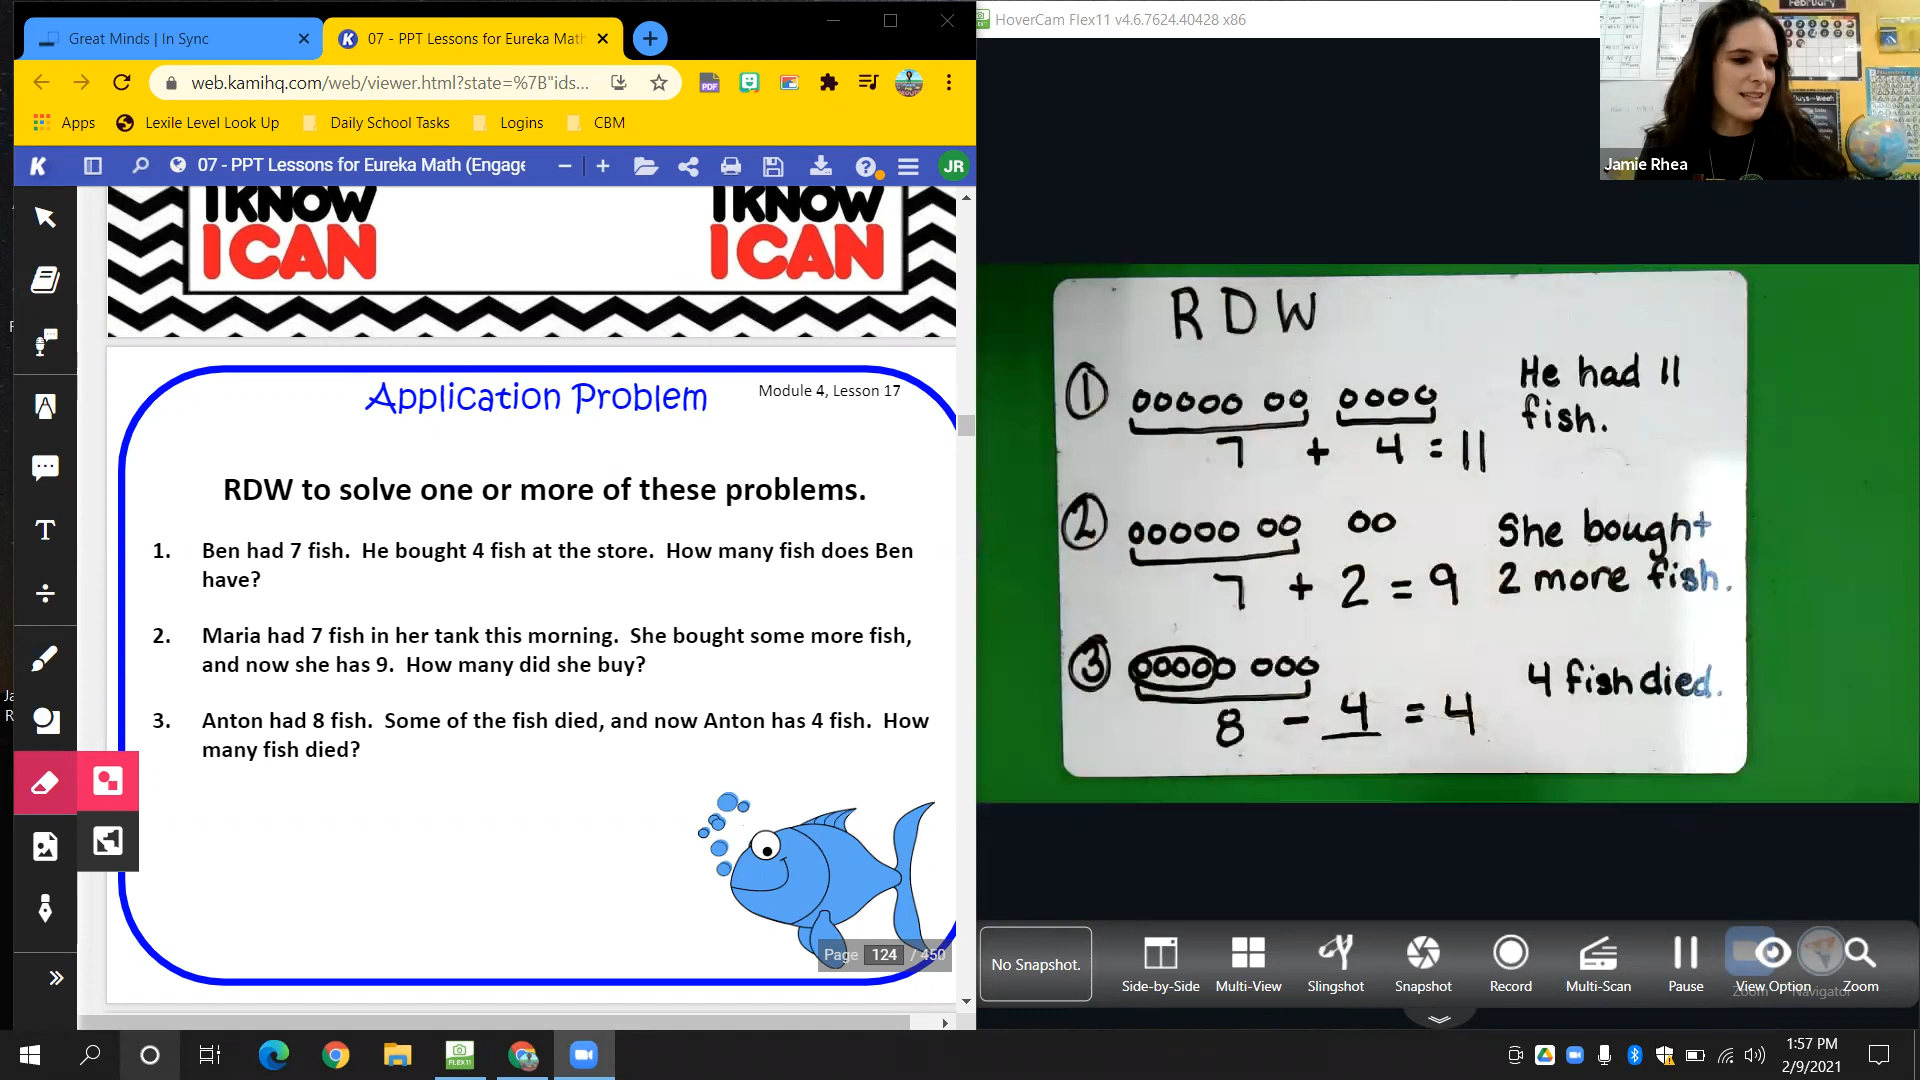 Great Minds | In Sync
07 - PPT Lessons for Eureka Math
web.kamihq.com/web/viewer.html?state=%7B"ids...
Apps
Lexile Level Look Up
Daily School Tasks
Logins
CBM
K
07 - PPT Lessons for Eureka Math (Engage
JR
I KNOW
I CAN
I KNOW
I CAN
Application Problem
Module 4, Lesson 17
RDW to solve one or more of these problems.
1. Ben had 7 fish. He bought 4 fish at the store. How many fish does Ben
have?
2. Maria had 7 fish in her tank this morning. She bought some more fish,
and now she has 9. How many did she buy?
3. Anton had 8 fish. Some of the fish died, and now Anton has 4 fish. How
many fish died?
Page 124 / 450
HoverCam Flex11 v4.6.7624.40428 x86
February
Jamie Rhea
RDW
1
He had 11
fish.
7 + 4 = 11
2
She bought
2 more fish.
7 + 2 = 9
3
4 fish died.
8 - 4 = 4
No Snapshot.
Side-by-Side
Multi-View
Slingshot
Snapshot
Record
Multi-Scan
Pause
View Option
Zoom
Zoom
Navigator
FLEX11
1:57 PM
2/9/2021